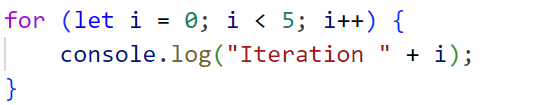 for (let i = 0; i < 5; i++) {
    console.log("Iteration " + i);
}